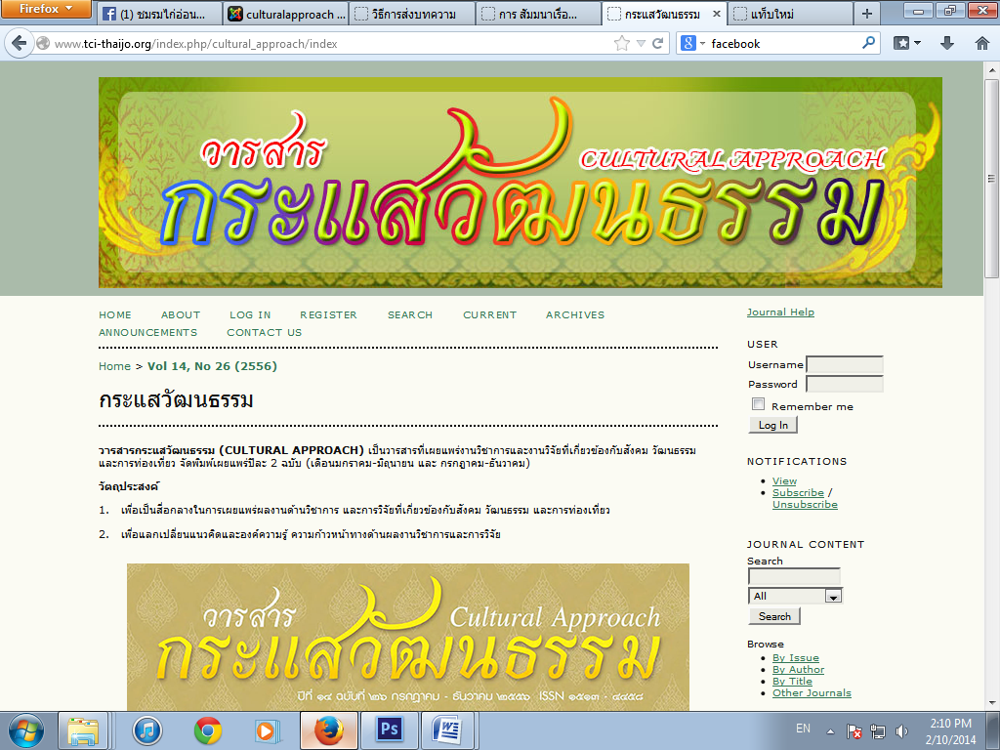 Firefox
(1) ชมรมไก่อ่อน...
culturalapproach ...
วิธีการส่งบทความ
การ สัมมนาเรื่อ...
กระแสวัฒนธรรม
แท็บใหม่
www.tci-thaijo.org/index.php/cultural_approach/index
facebook
วารสาร
CULTURAL APPROACH
กระแสวัฒนธรรม
HOME ABOUT LOG IN REGISTER SEARCH CURRENT ARCHIVES
ANNOUNCEMENTS CONTACT US
Home > Vol 14, No 26 (2556)
กระแสวัฒนธรรม
วารสารกระแสวัฒนธรรม (CULTURAL APPROACH) เป็นวารสารที่เผยแพร่งานวิชาการและงานวิจัยที่เกี่ยวข้องกับสังคม วัฒนธรรม
และการท่องเที่ยว จัดพิมพ์เผยแพร่ปีละ 2 ฉบับ (เดือนมกราคม-มิถุนายน และ กรกฎาคม-ธันวาคม)
วัตถุประสงค์
1. เพื่อเป็นสื่อกลางในการเผยแพร่ผลงานด้านวิชาการ และการวิจัยที่เกี่ยวข้องกับสังคม วัฒนธรรม และการท่องเที่ยว
2. เพื่อแลกเปลี่ยนแนวคิดและองค์ความรู้ ความก้าวหน้าทางด้านผลงานวิชาการและการวิจัย
วารสาร
Cultural Approach
กระแสวัฒนธรรม
ปีที่ ๑๔ ฉบับที่ ๒๖ กรกฎาคม - ธันวาคม ๒๕๕๖ ISSN ๑๕๑๓ - ๔๔๕๘
Journal Help
USER
Username
Password
Remember me
Log In
NOTIFICATIONS
View
Subscribe /
Unsubscribe
JOURNAL CONTENT
Search
All
Search
Browse
By Issue
By Author
By Title
Other Journals
Ps
W
EN
2:10 PM
2/10/2014